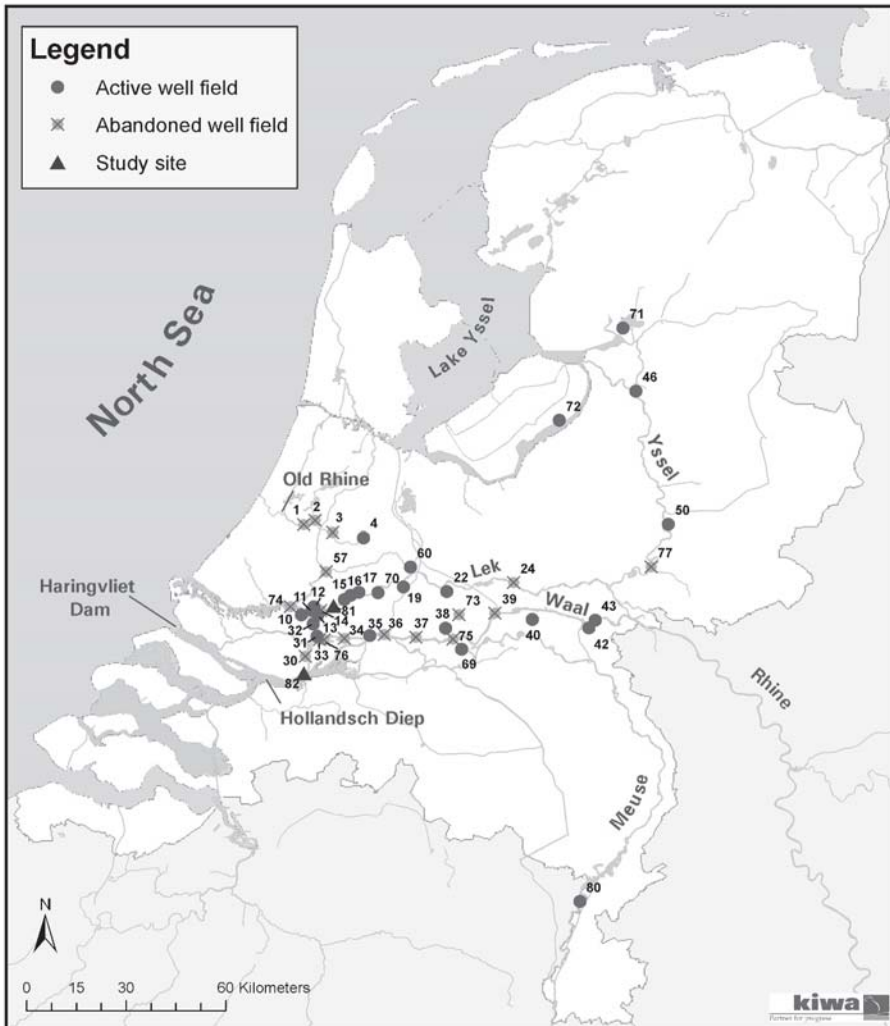 Legend
Active well field
Abandoned well field
Study site
North Sea
Lake Yssel
71
46
72
Yssel
Old Rhine
1 2 3 4
50
57
60
77
Lek
24
Haringvliet
Dam
74 11 12 15 16 17 70 22
19
10 81 73 39 Waal 43
32 13 14 38 40
31 34 35 36 37 42
30 33 76 75
69
82
Rhine
Hollandsch Diep
Meuse
80
N
0 15 30 60 Kilometers
kiwa
Partner for progress